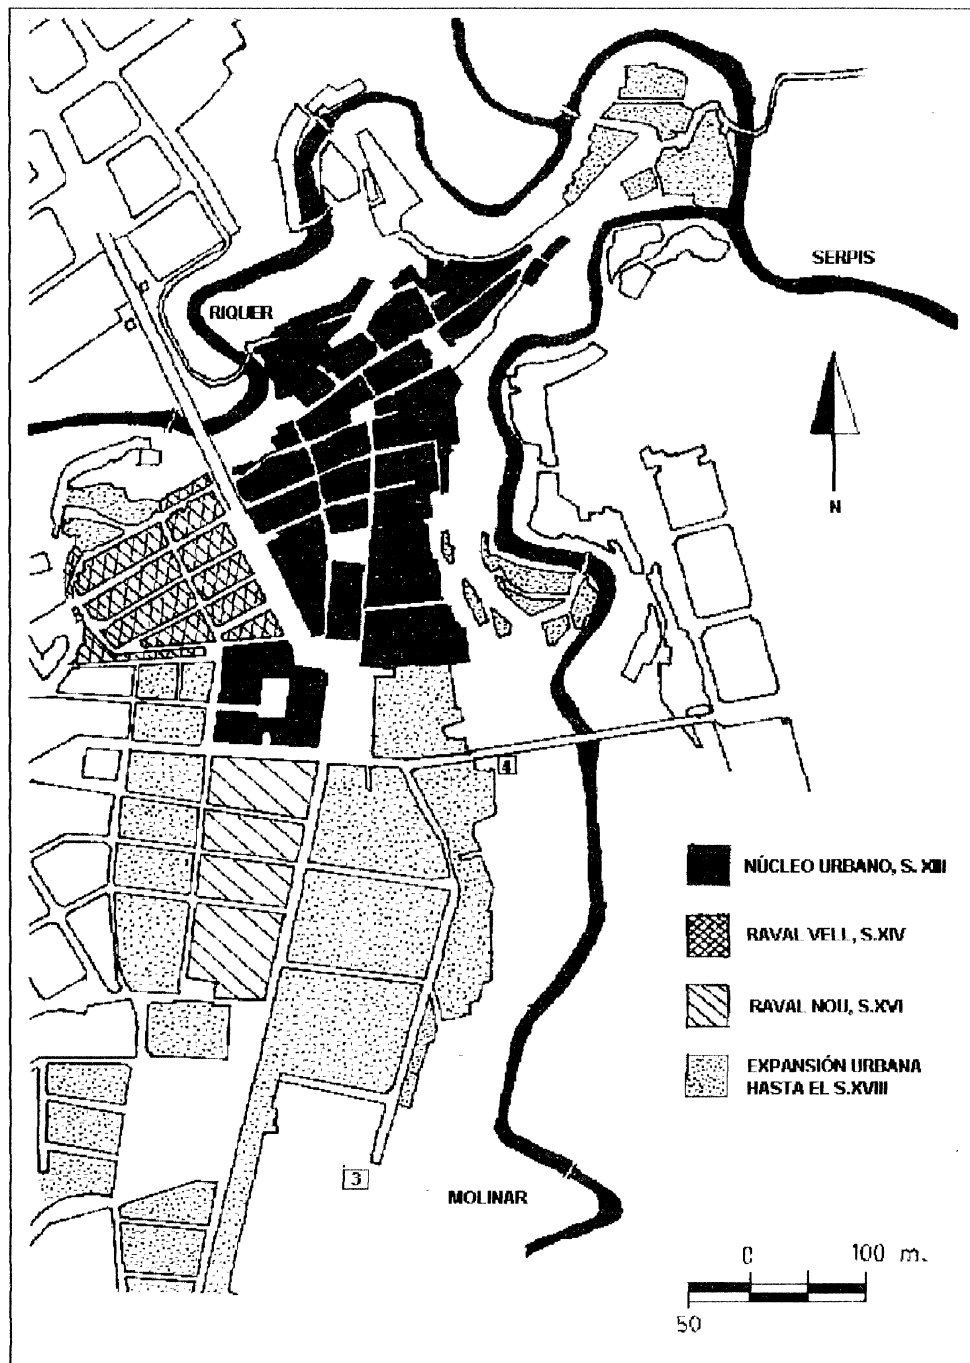 SERPIS
RIQUER
N
4
NÚCLEO URBANO, S. XIII
RAVAL VELL, S.XIV
RAVAL NOU, S.XVI
EXPANSIÓN URBANA
HASTA EL S.XVIII
3
MOLINAR
0 100 m.
50